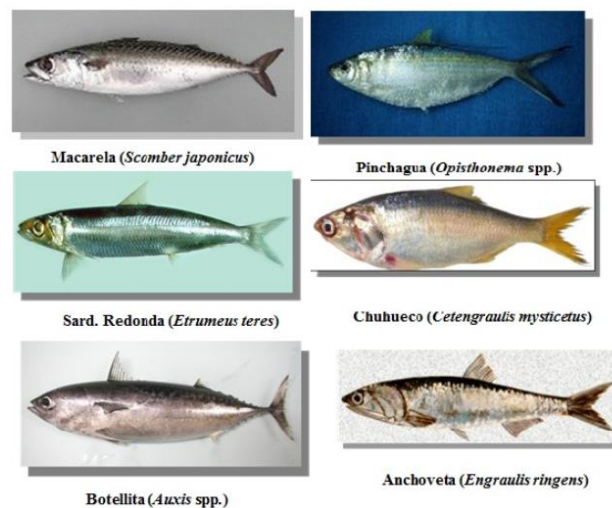 Macarela (Scomber japonicus)
Pinchagua (Opisthonema spp.)
Sard. Redonda (Etrumeus teres)
Chuhueco (Cetengraulis mysticetus)
Botellita (Auxis spp.)
Anchoveta (Engraulis ringens)